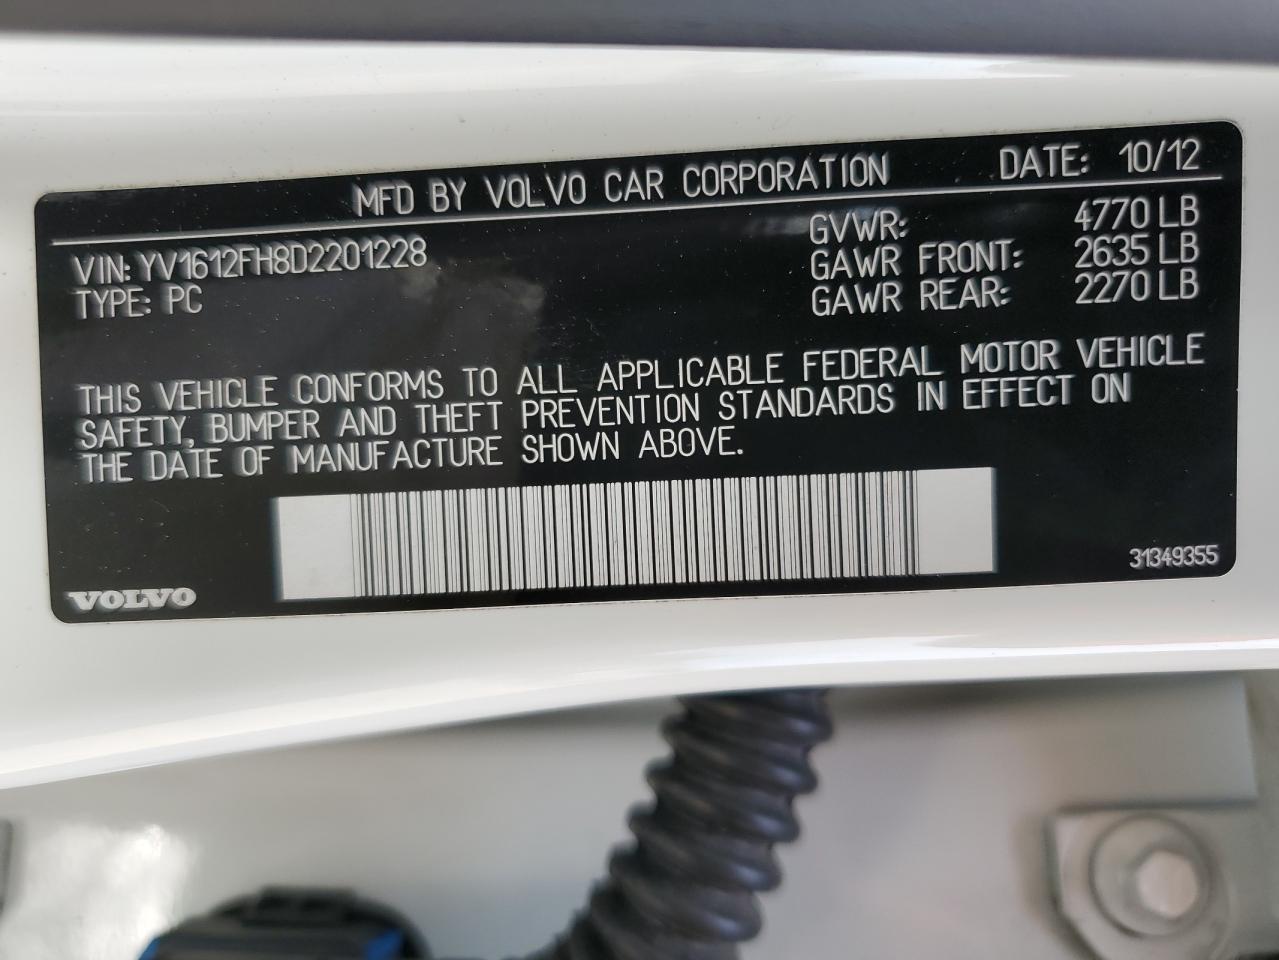 MFD BY VOLVO CAR CORPORATION DATE: 10/12
VIN: YV1612FH8D2201228 GVWR: 4770 LB
TYPE: PC GAWR FRONT: 2635 LB
GAWR REAR: 2270 LB
THIS VEHICLE CONFORMS TO ALL APPLICABLE FEDERAL MOTOR VEHICLE
SAFETY, BUMPER AND THEFT PREVENTION STANDARDS IN EFFECT ON
THE DATE OF MANUFACTURE SHOWN ABOVE.
31349355
VOLVO